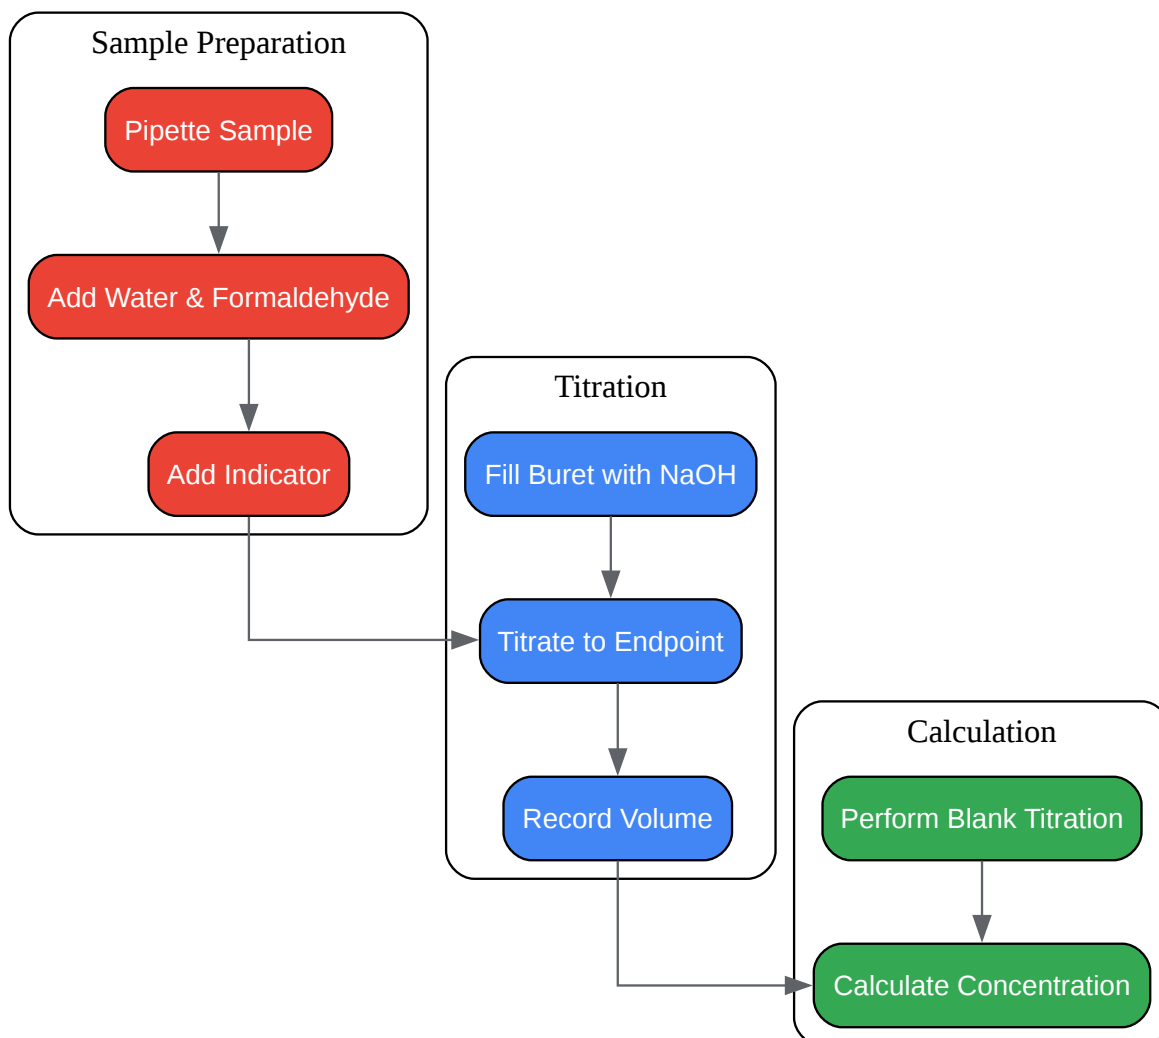 Sample Preparation
Pipette Sample
Add Water & Formaldehyde
Add Indicator
Titration
Fill Buret with NaOH
Titrate to Endpoint
Record Volume
Calculation
Perform Blank Titration
Calculate Concentration